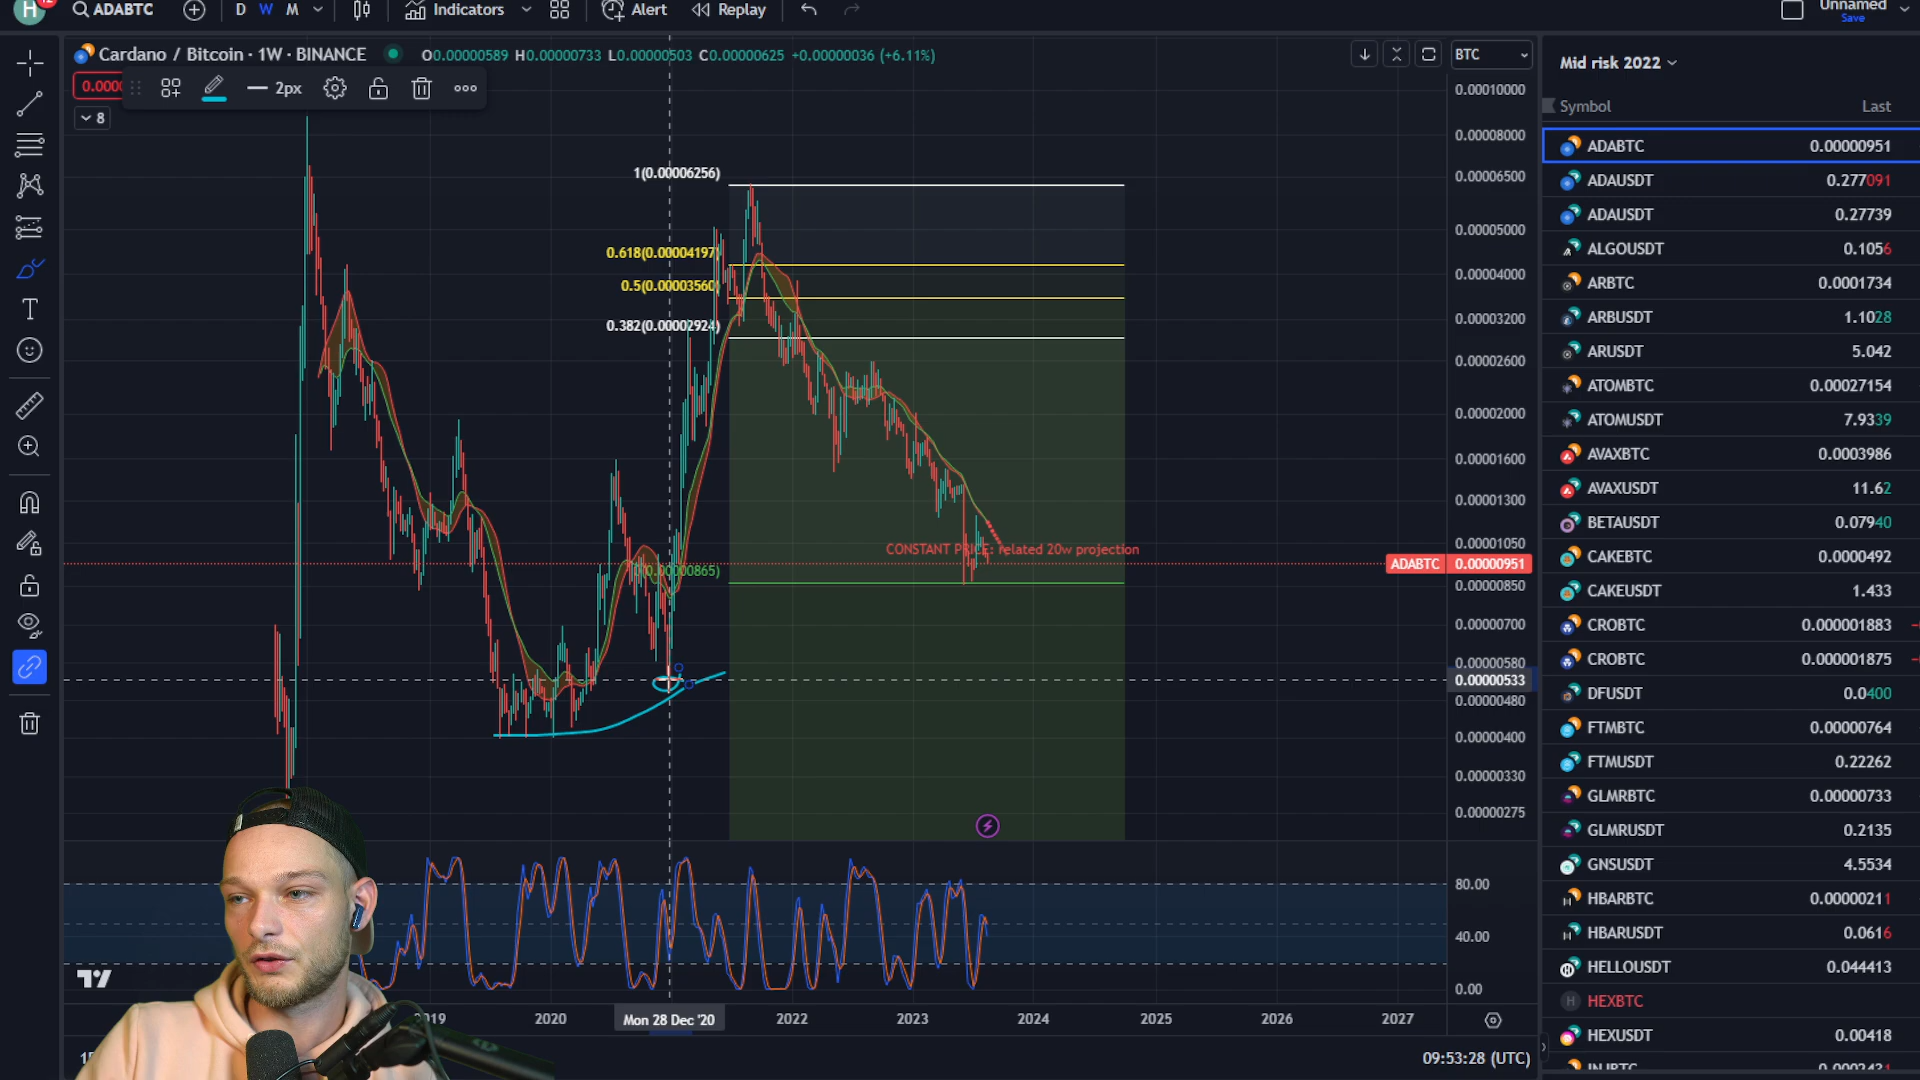 H ADABTC D W M Indicators Alert Replay Unnamed
Save
Cardano / Bitcoin · 1W · BINANCE O0.00000589 H0.00000733 L0.00000503 C0.00000625 +0.00000036 (+6.11%) BTC
0.0000 2px
8
1(0.00006256)
0.618(0.00004197)
0.5(0.00003560)
0.382(0.00002924)
CONSTANT PRICE: related 20w projection
0.00010000
0.00008000
0.00006500
0.00005000
0.00004000
0.00003200
0.00002600
0.00002000
0.00001600
0.00001300
0.00001050
ADABTC 0.00000951
0.00000850
0.00000700
0.00000580
0.00000533
0.00000480
0.00000400
0.00000330
0.00000275
80.00
40.00
0.00
2020 Mon 28 Dec '20 2022 2023 2024 2025 2026 2027
09:53:28 (UTC)
Mid risk 2022
Symbol Last
ADABTC 0.00000951
ADAUSDT 0.277091
ADAUSDT 0.27739
ALGOUSDT 0.1056
ARBTC 0.0001734
ARBUSDT 1.1028
ARUSDT 5.042
ATOMBTC 0.00027154
ATOMUSDT 7.9339
AVAXBTC 0.0003986
AVAXUSDT 11.62
BETAUSDT 0.07940
CAKEBTC 0.0000492
CAKEUSDT 1.433
CROBTC 0.000001883
CROBTC 0.000001875
DFUSDT 0.0400
FTMBTC 0.00000764
FTMUSDT 0.22262
GLMRBTC 0.00000733
GLMRUSDT 0.2135
GNSUSDT 4.5534
HBARBTC 0.00000211
HBARUSDT 0.0616
HELLOUSDT 0.044413
HEXBTC
HEXUSDT 0.00418